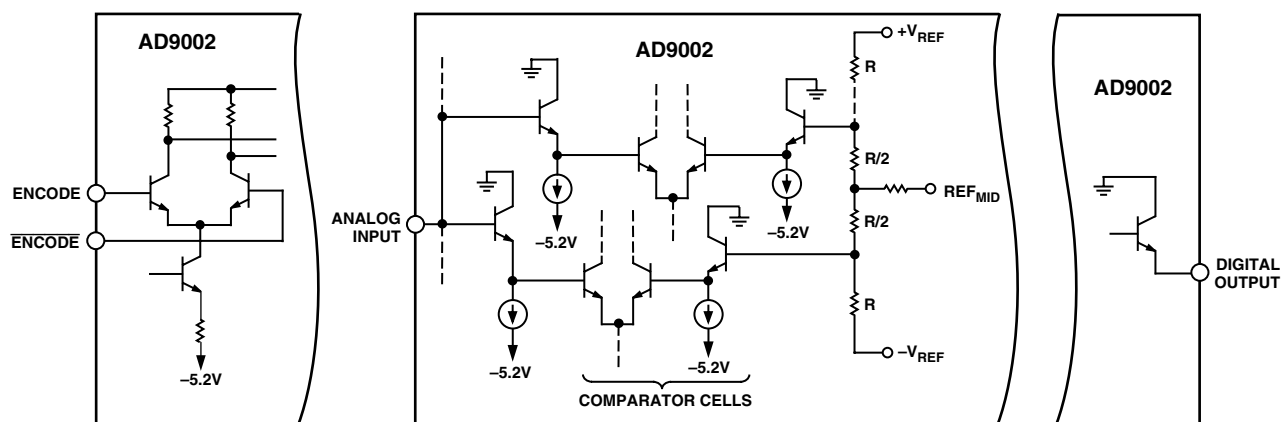 AD9002
ENCODE
ENCODE
–5.2V
AD9002
ANALOG
INPUT
–5.2V
–5.2V
–5.2V
–5.2V
COMPARATOR CELLS
+VREF
R
R/2
REFMID
R/2
R
–VREF
AD9002
DIGITAL
OUTPUT